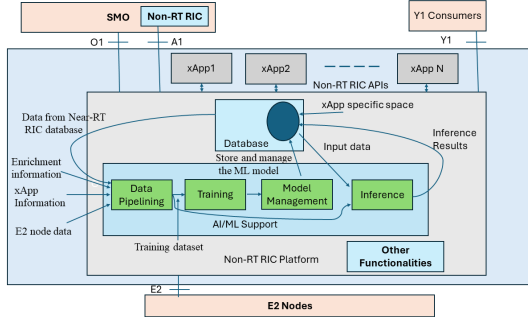 SMO
Non-RT RIC
Y1 Consumers
O1
A1
Y1
xApp1
xApp2
xApp N
Non-RT RIC APIs
Data from Near-RT
RIC database
xApp specific space
Database
Store and manage
the ML model
Input data
Inference
Results
Enrichment
information
xApp
Information
E2 node data
Data
Pipelining
Training
Model
Management
Inference
AI/ML Support
Training dataset
Non-RT RIC Platform
Other
Functionalities
E2
E2 Nodes